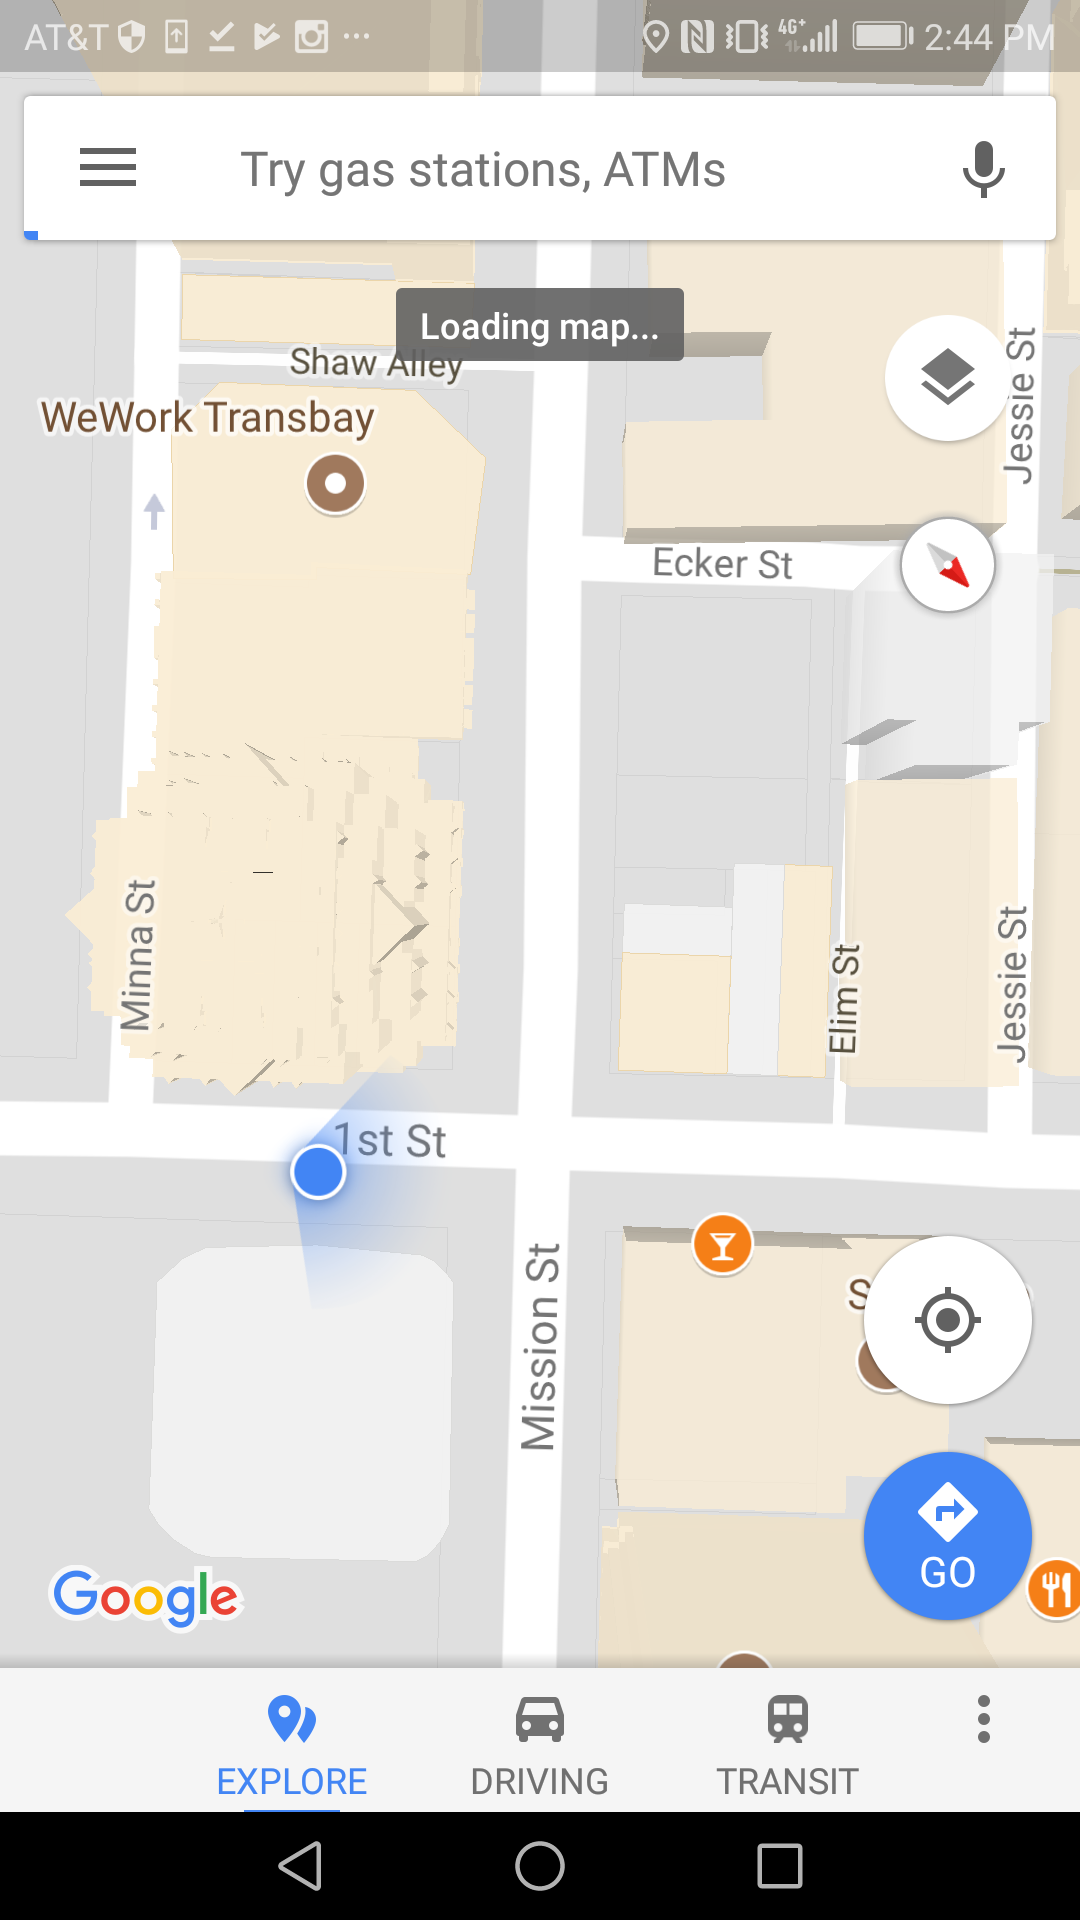 AT&T 4G+ 2:44 PM
Try gas stations, ATMs
Loading map...
Shaw Alley
WeWork Transbay
Jessie St
Ecker St
Minna St
Elim St
Jessie St
1st St
Mission St
S
GO
Google
EXPLORE DRIVING TRANSIT